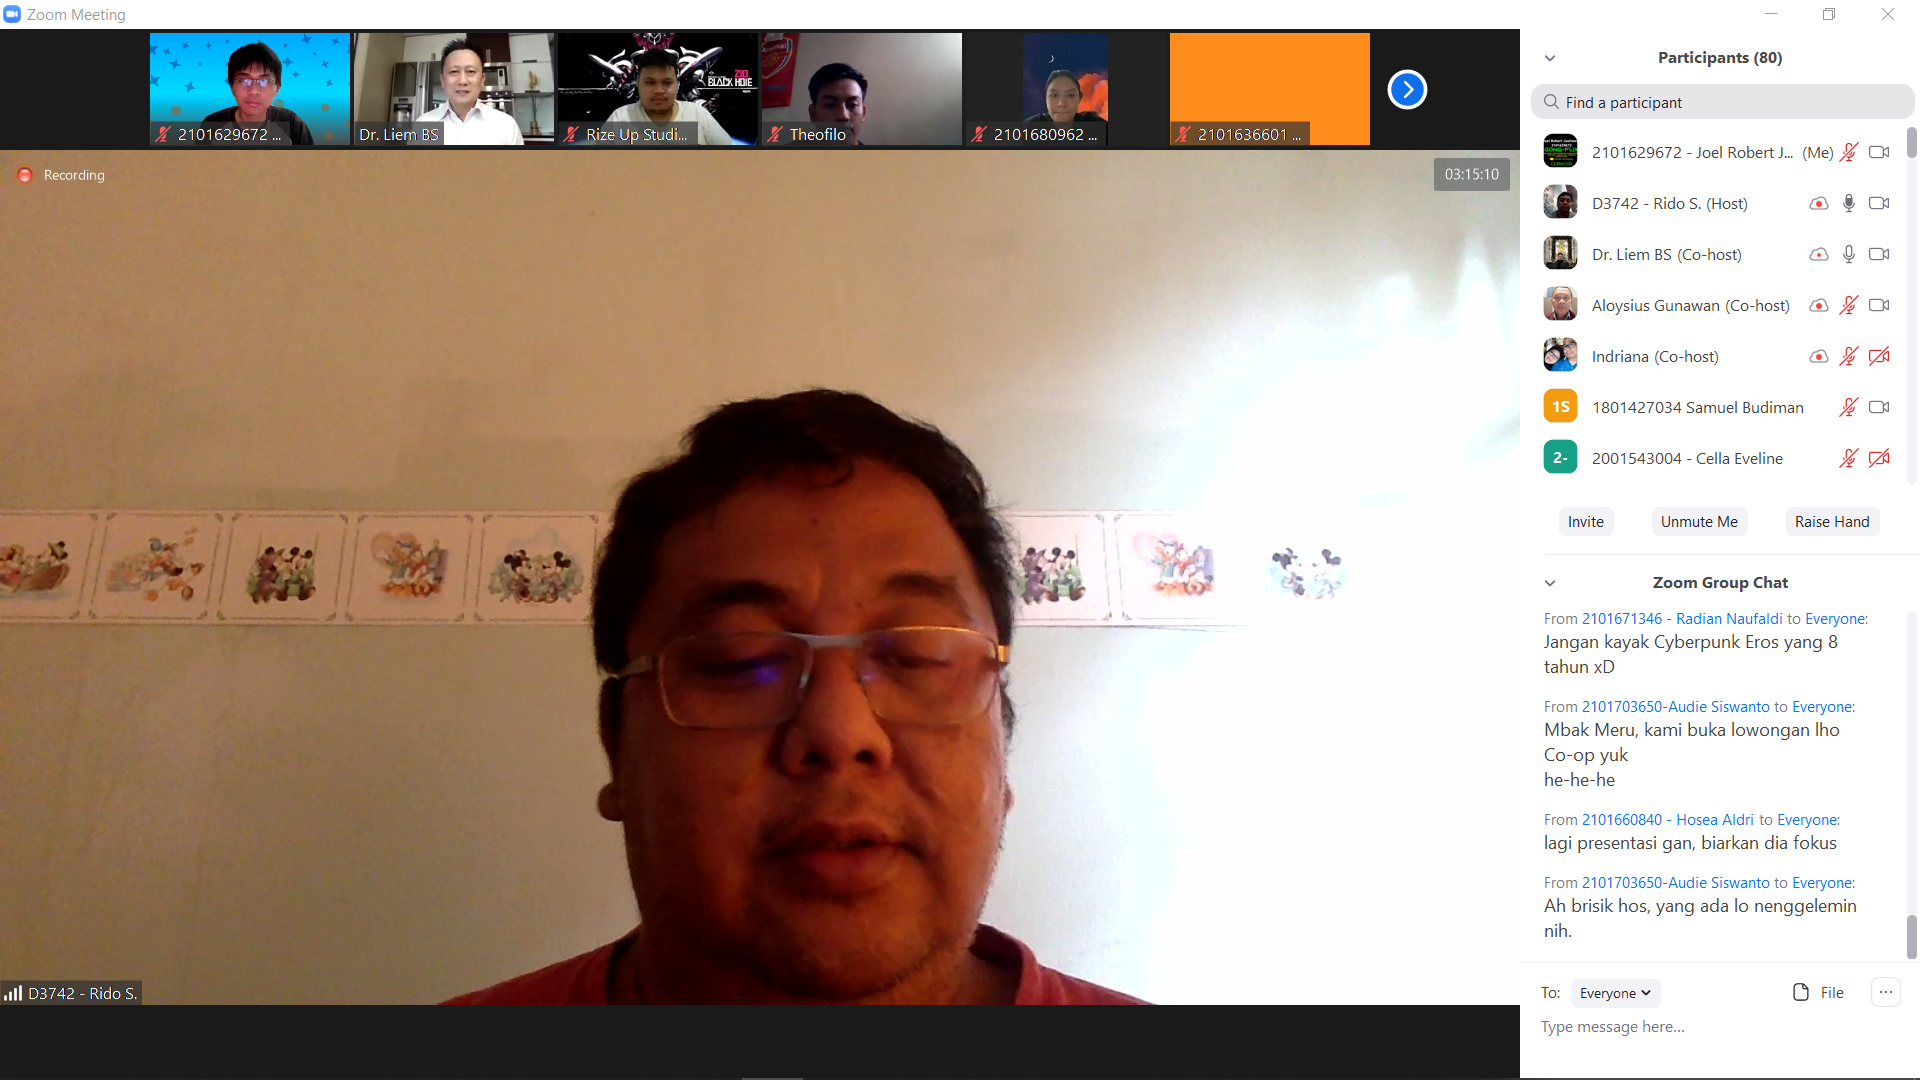 Zoom Meeting
2101629672 ...
Dr. Liem BS
Rize Up Studi...
Theofilo
2101680962 ...
2101636601 ...
Arsenal
BLACK HOLE
Recording
03:15:10
D3742 - Rido S.
Participants (80)
Find a participant
2101629672 - Joel Robert J... (Me)
D3742 - Rido S. (Host)
Dr. Liem BS (Co-host)
Aloysius Gunawan (Co-host)
Indriana (Co-host)
1S
1801427034 Samuel Budiman
2-
2001543004 - Cella Eveline
Invite
Unmute Me
Raise Hand
Zoom Group Chat
From 2101671346 - Radian Naufaldi to Everyone:
Jangan kayak Cyberpunk Eros yang 8
tahun xD
From 2101703650-Audie Siswanto to Everyone:
Mbak Meru, kami buka lowongan lho
Co-op yuk
he-he-he
From 2101660840 - Hosea Aldri to Everyone:
lagi presentasi gan, biarkan dia fokus
From 2101703650-Audie Siswanto to Everyone:
Ah brisik hos, yang ada lo nenggelemin
nih.
To: Everyone
File
Type message here...